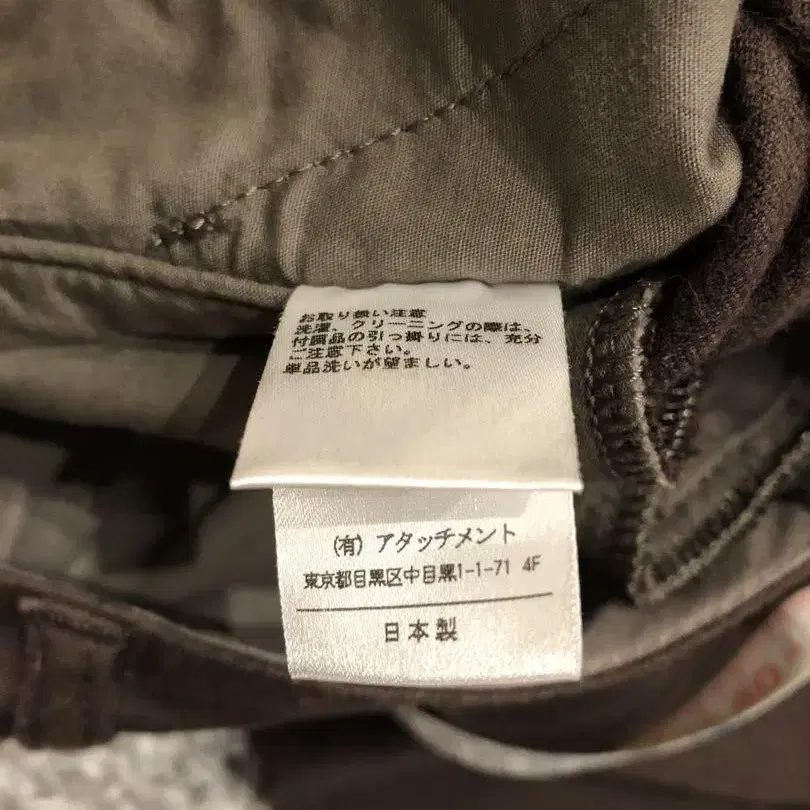 お取り扱い注意
洗濯、クリーニングの際は、
付属品の引っ掛りには、充分
ご注意下さい。
単品洗いが望ましい。
(有) アタッチメント
東京都目黒区中目黒1-1-71 4F
日本製